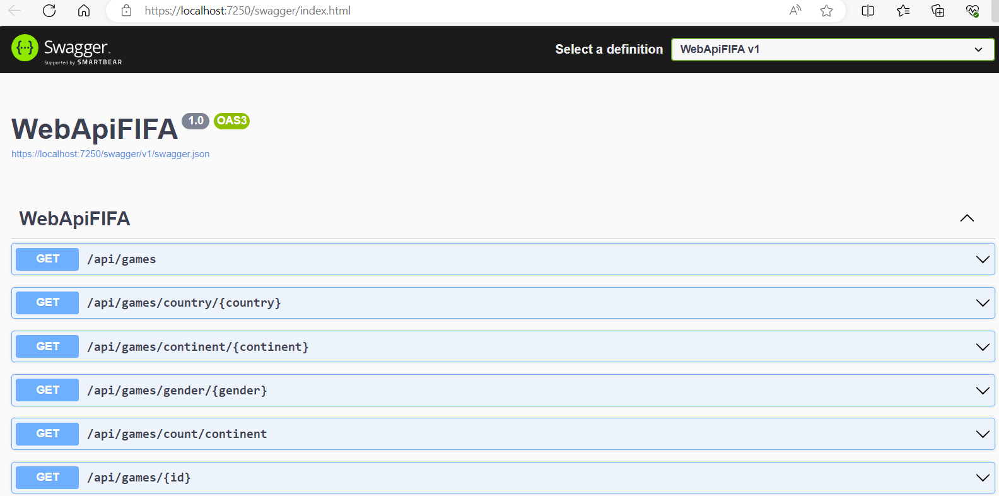 https://localhost:7250/swagger/index.html
Swagger
Supported by SMARTBEAR
Select a definition
WebApiFIFA v1
WebApiFIFA 1.0 OAS3
https://localhost:7250/swagger/v1/swagger.json
WebApiFIFA
GET /api/games
GET /api/games/country/{country}
GET /api/games/continent/{continent}
GET /api/games/gender/{gender}
GET /api/games/count/continent
GET /api/games/{id}